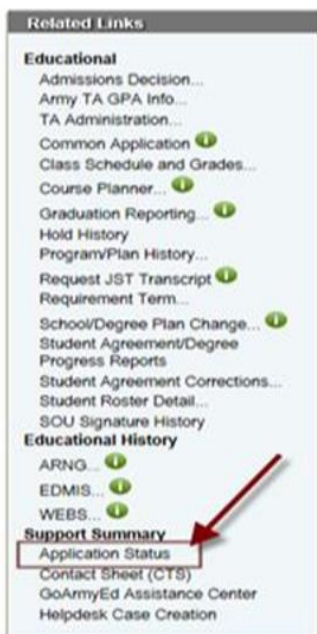 Related Links
Educational
Admissions Decision...
Army TA GPA Info...
TA Administration...
Common Application
Class Schedule and Grades...
Course Planner...
Graduation Reporting...
Hold History
Program/Plan History...
Request JST Transcript
Requirement Term...
School/Degree Plan Change...
Student Agreement/Degree
Progress Reports
Student Agreement Corrections...
Student Roster Detail...
SOU Signature History
Educational History
ARNG...
EDMIS...
WEBS...
Support Summary
Application Status
Contact Sheet (CTS)
GoArmyEd Assistance Center
Helpdesk Case Creation